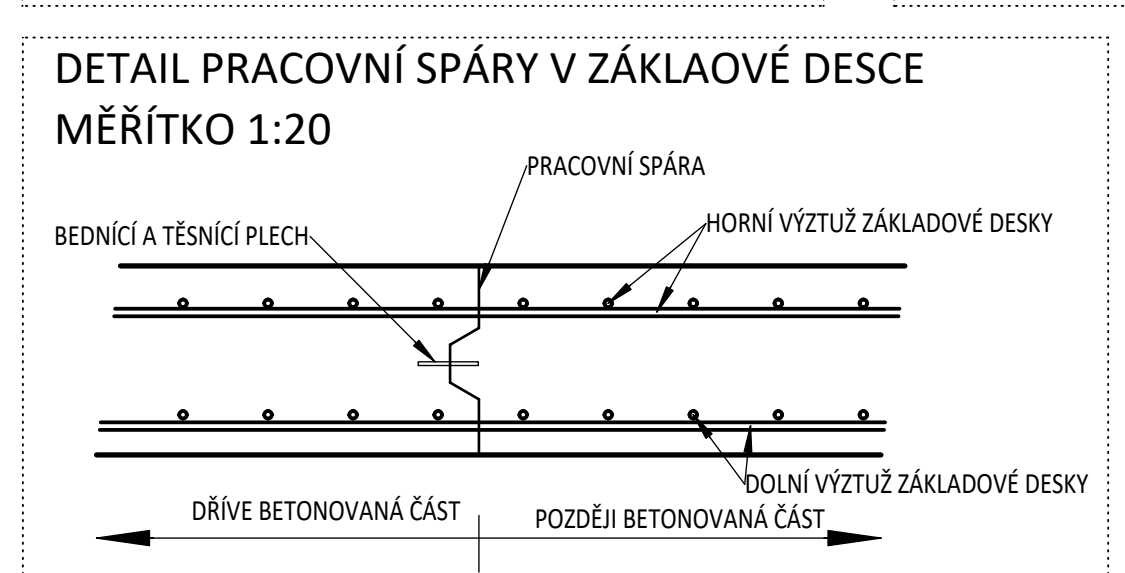 DETAIL PRACOVNÍ SPÁRY V ZÁKLAOVÉ DESCE
MĚŘÍTKO 1:20
PRACOVNÍ SPÁRA
HORNÍ VÝZTUŽ ZÁKLADOVÉ DESKY
BEDNÍCÍ A TĚSNÍCÍ PLECH
DOLNÍ VÝZTUŽ ZÁKLADOVÉ DESKY
DŘÍVE BETONOVANÁ ČÁST
POZDĚJI BETONOVANÁ ČÁST